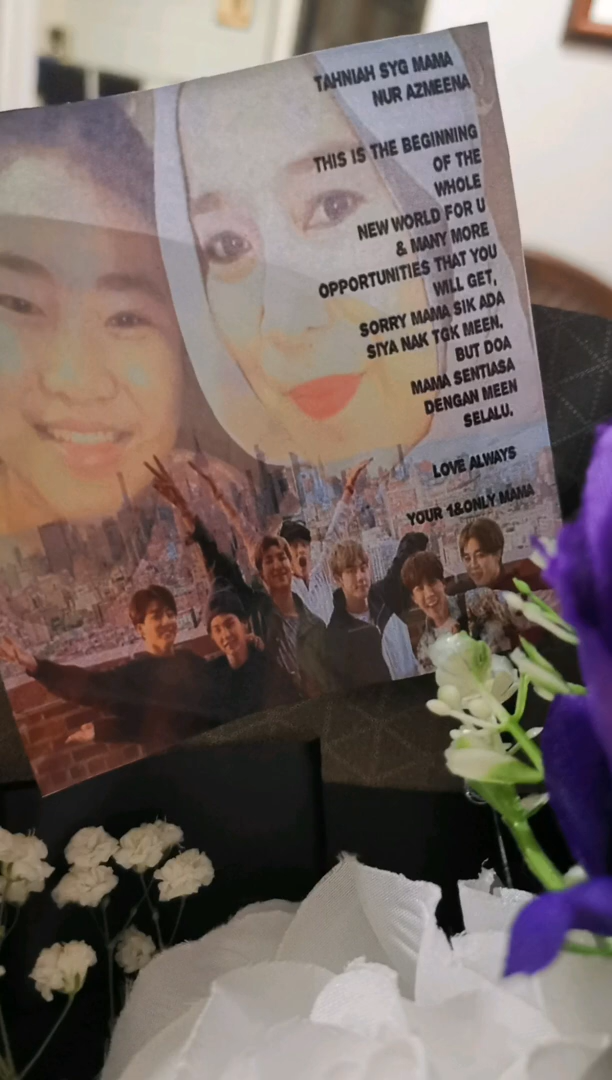 TAHNIAH SYG MAMA
NUR AZMEENA
THIS IS THE BEGINNING
OF THE
WHOLE
NEW WORLD FOR U
& MANY MORE
OPPORTUNITIES THAT YOU
WILL GET,
SORRY MAMA SIK ADA
SIYA NAK TGK MEEN,
BUT DOA
MAMA SENTIASA
DENGAN MEEN
SELALU.
LOVE ALWAYS
YOUR 1&ONLY MAMA